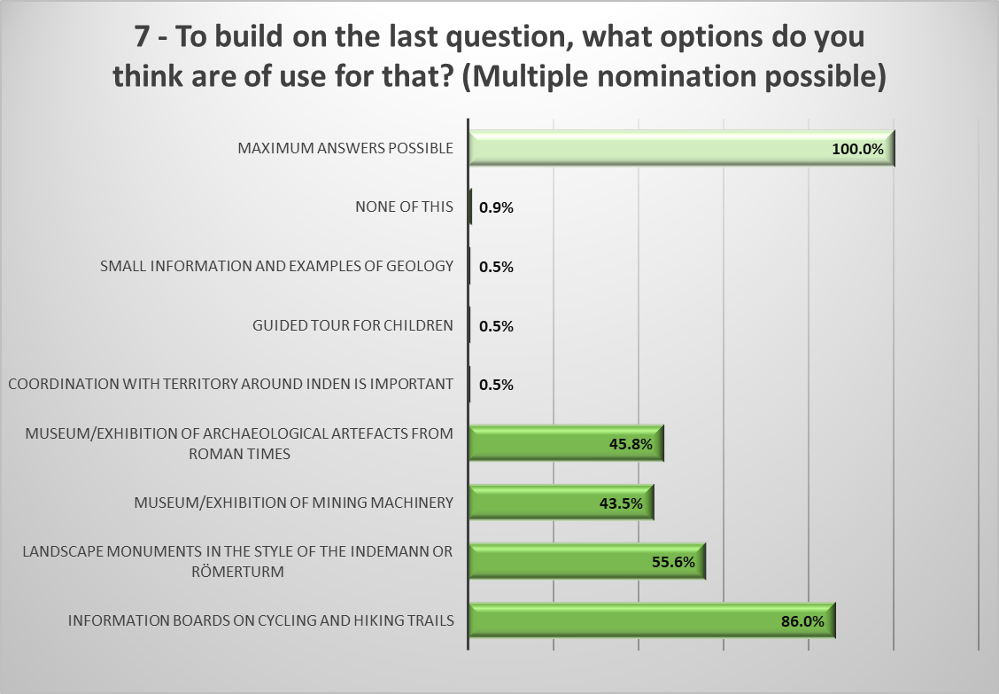 7 - To build on the last question, what options do you
think are of use for that? (Multiple nomination possible)
MAXIMUM ANSWERS POSSIBLE
100.0%
NONE OF THIS
0.9%
SMALL INFORMATION AND EXAMPLES OF GEOLOGY
0.5%
GUIDED TOUR FOR CHILDREN
0.5%
COORDINATION WITH TERRITORY AROUND INDEN IS IMPORTANT
0.5%
MUSEUM/EXHIBITION OF ARCHAEOLOGICAL ARTEFACTS FROM
ROMAN TIMES
45.8%
MUSEUM/EXHIBITION OF MINING MACHINERY
43.5%
LANDSCAPE MONUMENTS IN THE STYLE OF THE INDEMANN OR
RÖMERTURM
55.6%
INFORMATION BOARDS ON CYCLING AND HIKING TRAILS
86.0%